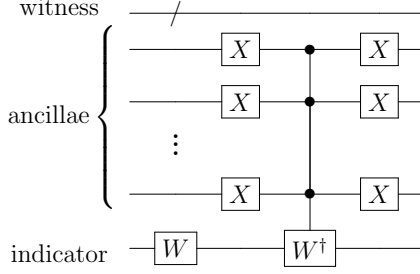 witness
X X
ancillae
X X
⋮
X X
indicator W W†